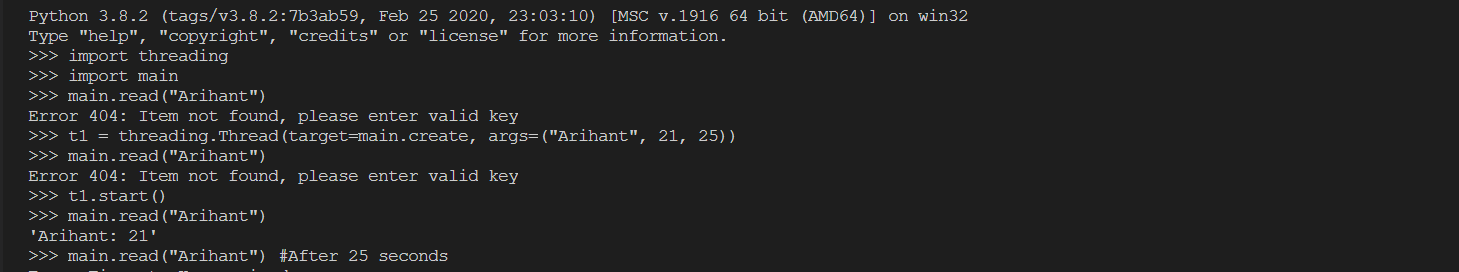 Python 3.8.2 (tags/v3.8.2:7b3ab59, Feb 25 2020, 23:03:10) [MSC v.1916 64 bit (AMD64)] on win32
Type "help", "copyright", "credits" or "license" for more information.
>>> import threading
>>> import main
>>> main.read("Arihant")
Error 404: Item not found, please enter valid key
>>> t1 = threading.Thread(target=main.create, args=("Arihant", 21, 25))
>>> main.read("Arihant")
Error 404: Item not found, please enter valid key
>>> t1.start()
>>> main.read("Arihant")
'Arihant: 21'
>>> main.read("Arihant") #After 25 seconds